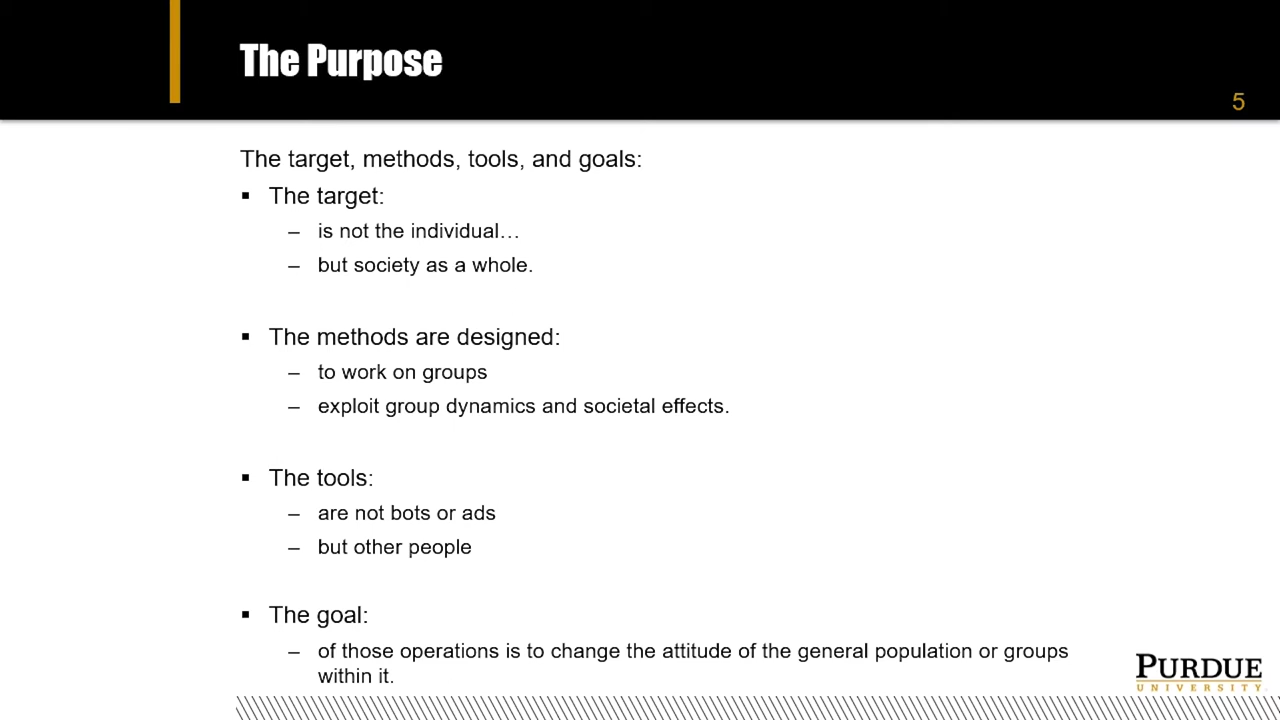 The Purpose
5
The target, methods, tools, and goals:
▪ The target:
– is not the individual…
– but society as a whole.
▪ The methods are designed:
– to work on groups
– exploit group dynamics and societal effects.
▪ The tools:
– are not bots or ads
– but other people
▪ The goal:
– of those operations is to change the attitude of the general population or groups
within it.
PURDUE
UNIVERSITY